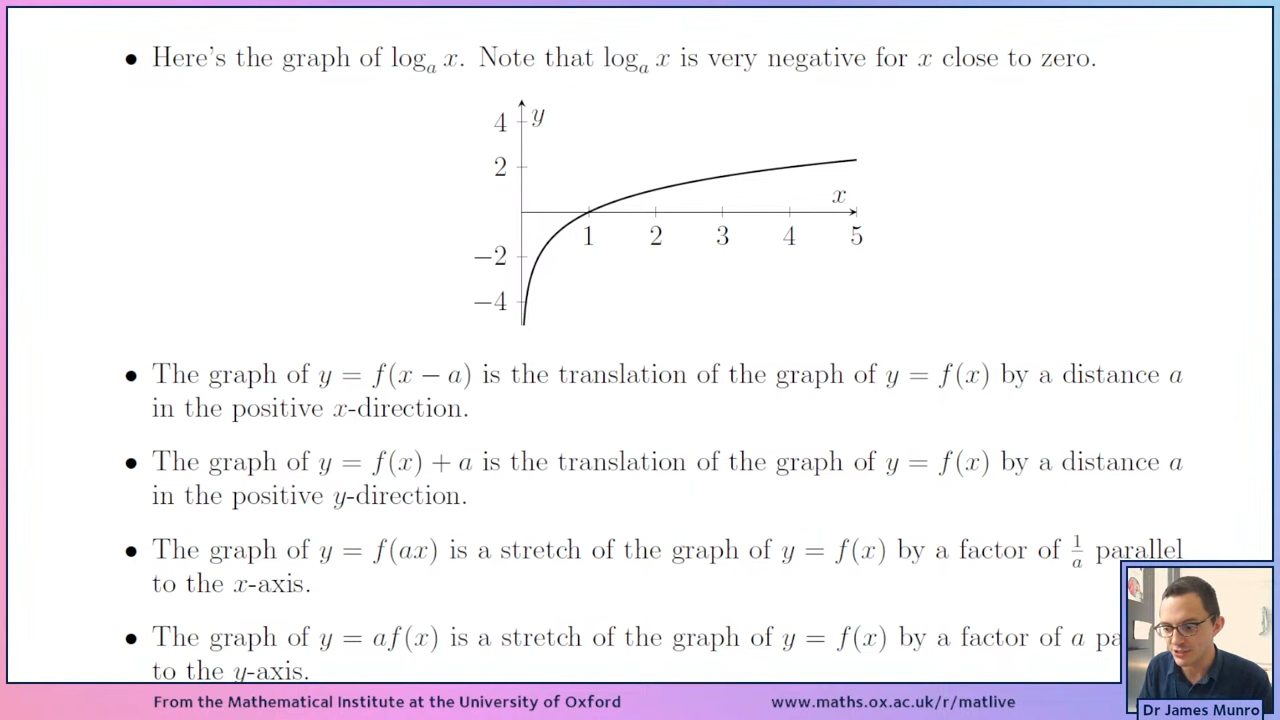 • Here's the graph of logₐ x. Note that logₐ x is very negative for x close to zero.
y
4
2
−2
−4
x
1 2 3 4 5
• The graph of y = f(x − a) is the translation of the graph of y = f(x) by a distance a
in the positive x-direction.
• The graph of y = f(x) + a is the translation of the graph of y = f(x) by a distance a
in the positive y-direction.
• The graph of y = f(ax) is a stretch of the graph of y = f(x) by a factor of 1/a parallel
to the x-axis.
• The graph of y = af(x) is a stretch of the graph of y = f(x) by a factor of a pa
to the y-axis.
Dr James Munro
From the Mathematical Institute at the University of Oxford www.maths.ox.ac.uk/r/matlive